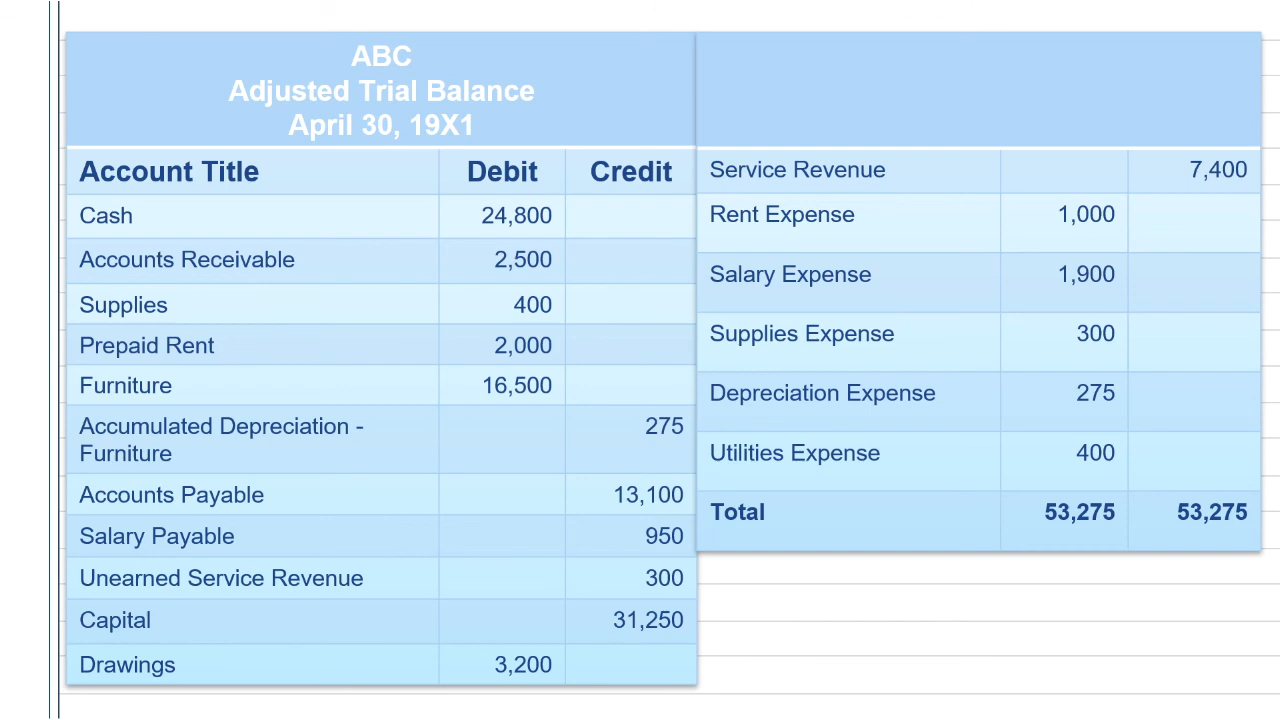 ABC
Adjusted Trial Balance
April 30, 19X1
Account Title Debit Credit
Cash 24,800
Accounts Receivable 2,500
Supplies 400
Prepaid Rent 2,000
Furniture 16,500
Accumulated Depreciation - 275
Furniture
Accounts Payable 13,100
Salary Payable 950
Unearned Service Revenue 300
Capital 31,250
Drawings 3,200
Service Revenue 7,400
Rent Expense 1,000
Salary Expense 1,900
Supplies Expense 300
Depreciation Expense 275
Utilities Expense 400
Total 53,275 53,275